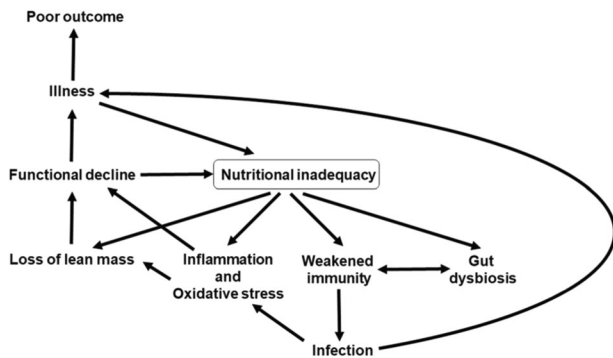 Poor outcome
Illness
Functional decline
Nutritional inadequacy
Loss of lean mass
Inflammation
and
Oxidative stress
Weakened
immunity
Gut
dysbiosis
Infection